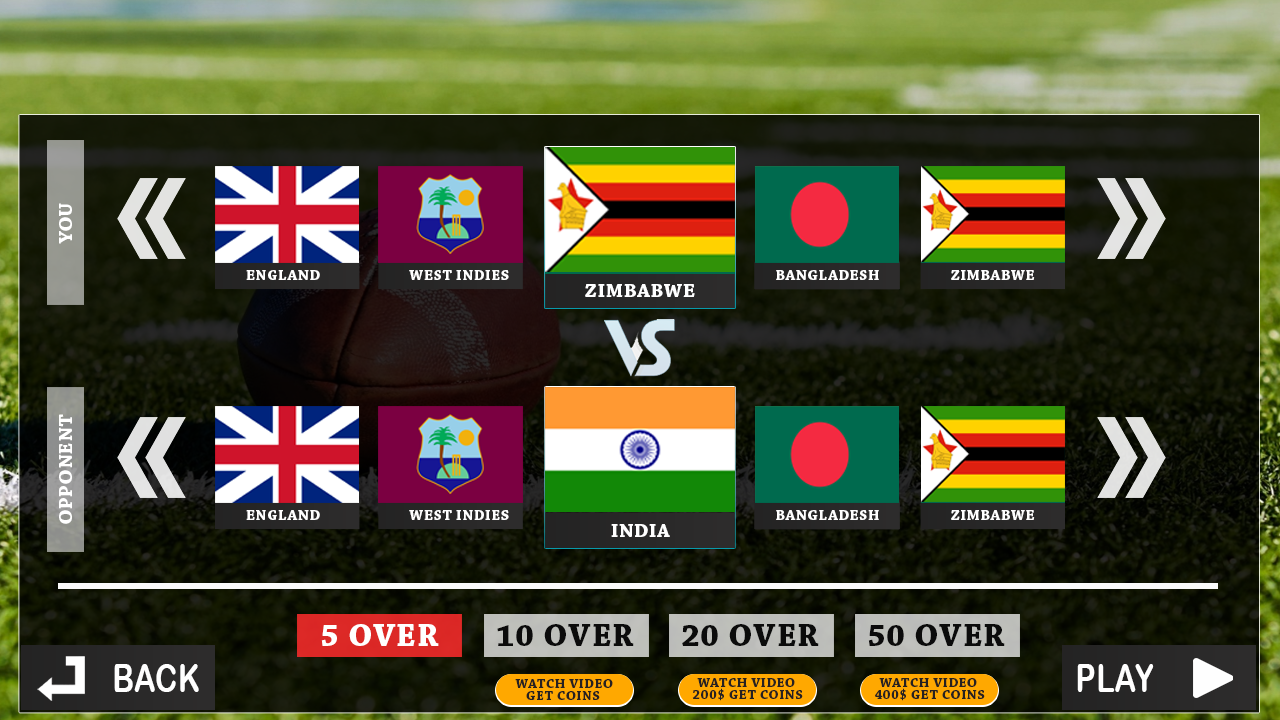 YOU
ENGLAND
WEST INDIES
ZIMBABWE
BANGLADESH
ZIMBABWE
VS
OPPONENT
ENGLAND
WEST INDIES
INDIA
BANGLADESH
ZIMBABWE
5 OVER
10 OVER
20 OVER
50 OVER
BACK
WATCH VIDEO
GET COINS
WATCH VIDEO
200$ GET COINS
WATCH VIDEO
400$ GET COINS
PLAY